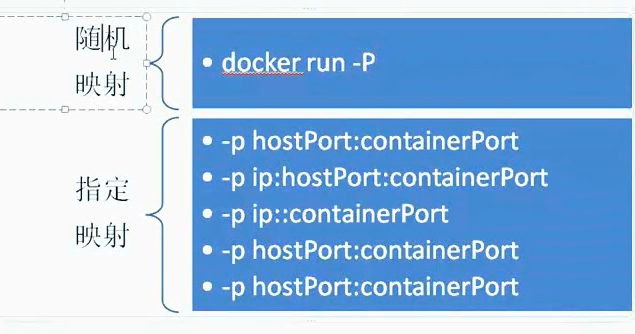 随机
映射
• docker run -P
指定
映射
• -p hostPort:containerPort
• -p ip:hostPort:containerPort
• -p ip::containerPort
• -p hostPort:containerPort
• -p hostPort:containerPort